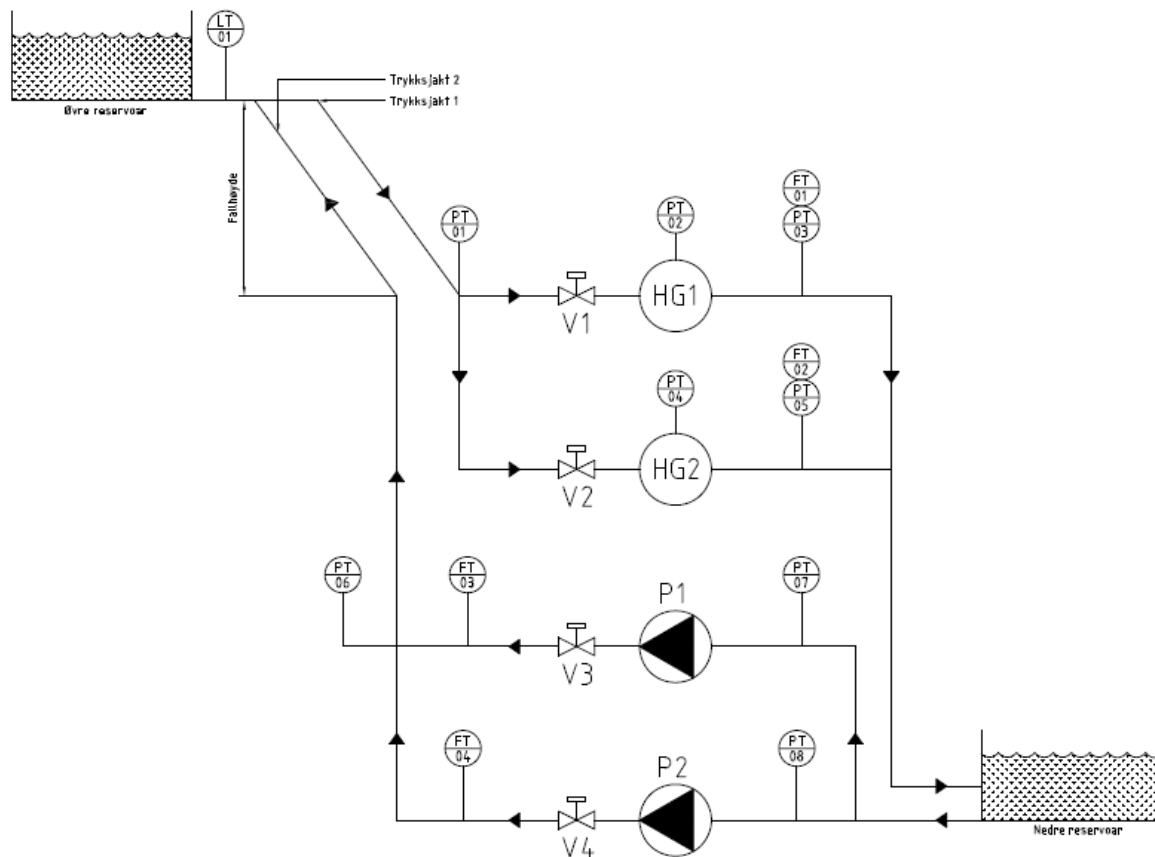 LT
01
Trykksjakt 2
Trykksjakt 1
Øvre reservoar
Fallhøyde
PT
01
PT
02
FT
01
PT
03
HG1
V1
PT
04
FT
02
PT
05
HG2
V2
PT
06
FT
03
P1
PT
07
V3
FT
04
P2
PT
08
V4
Nedre reservoar